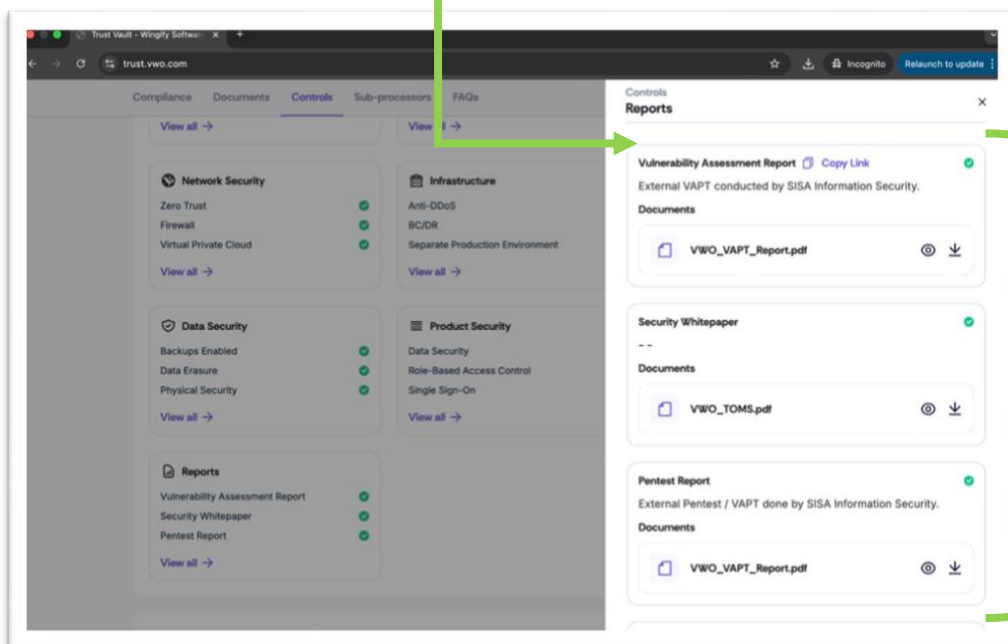 Trust Vault - Wingify Softwar
trust.vwo.com
Incognito
Relaunch to update
Compliance Documents Controls Sub-processors FAQs
View all →
View all →
Network Security
Zero Trust
Firewall
Virtual Private Cloud
View all →
Infrastructure
Anti-DDoS
BC/DR
Separate Production Environment
View all →
Data Security
Backups Enabled
Data Erasure
Physical Security
View all →
Product Security
Data Security
Role-Based Access Control
Single Sign-On
View all →
Reports
Vulnerability Assessment Report
Security Whitepaper
Pentest Report
View all →
Controls
Reports
Vulnerability Assessment Report Copy Link
External VAPT conducted by SISA Information Security.
Documents
VWO_VAPT_Report.pdf
Security Whitepaper
--
Documents
VWO_TOMS.pdf
Pentest Report
External Pentest / VAPT done by SISA Information Security.
Documents
VWO_VAPT_Report.pdf